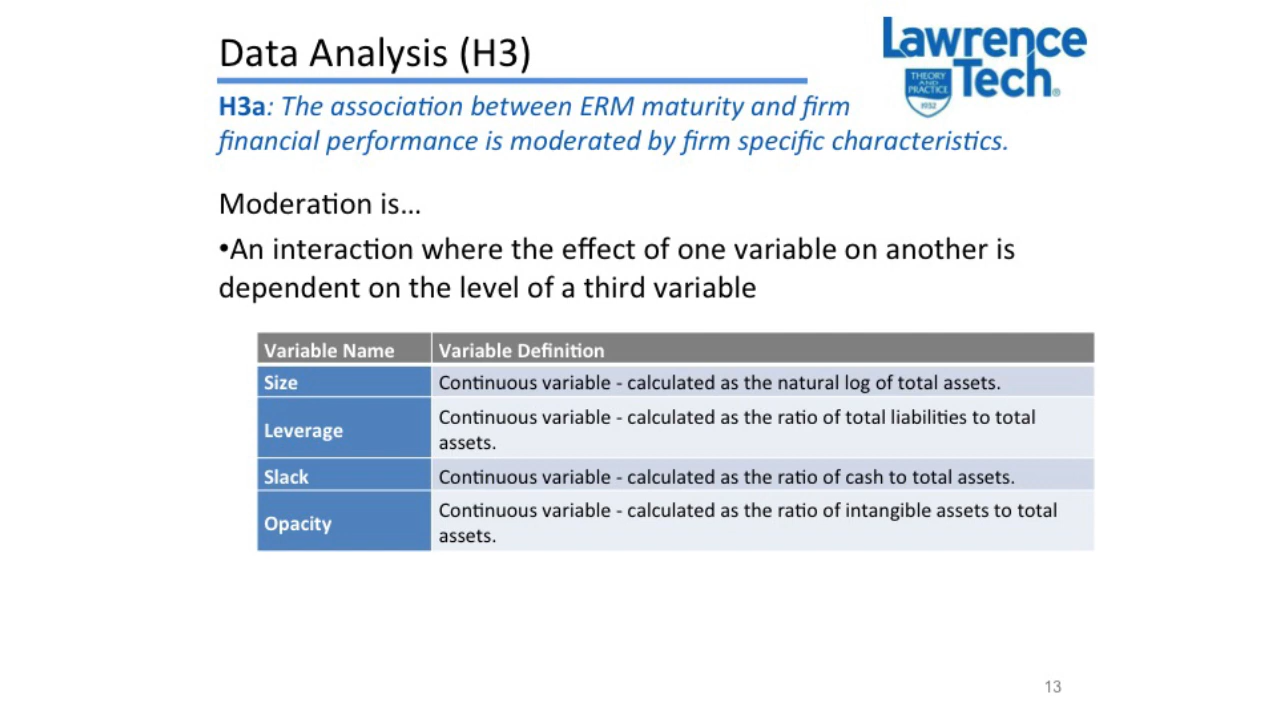 Data Analysis (H3)
Lawrence
Tech®
THEORY
AND
PRACTICE
1932
H3a: The association between ERM maturity and firm
financial performance is moderated by firm specific characteristics.
Moderation is…
•An interaction where the effect of one variable on another is
dependent on the level of a third variable
Variable Name Variable Definition
Size Continuous variable - calculated as the natural log of total assets.
Leverage Continuous variable - calculated as the ratio of total liabilities to total
assets.
Slack Continuous variable - calculated as the ratio of cash to total assets.
Opacity Continuous variable - calculated as the ratio of intangible assets to total
assets.
13